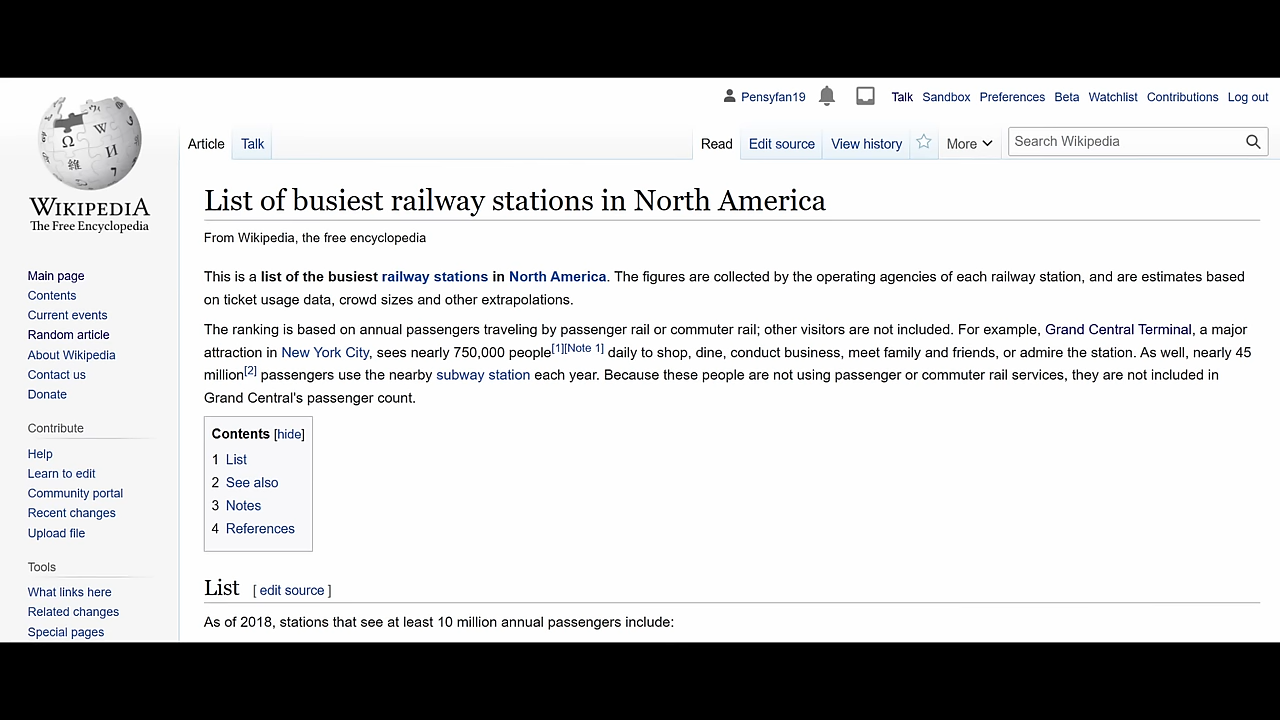 Pensyfan19 Talk Sandbox Preferences Beta Watchlist Contributions Log out
Article Talk Read Edit source View history More Search Wikipedia
WIKIPEDIA
The Free Encyclopedia
Main page
Contents
Current events
Random article
About Wikipedia
Contact us
Donate
Contribute
Help
Learn to edit
Community portal
Recent changes
Upload file
Tools
What links here
Related changes
Special pages
List of busiest railway stations in North America
From Wikipedia, the free encyclopedia
This is a list of the busiest railway stations in North America. The figures are collected by the operating agencies of each railway station, and are estimates based
on ticket usage data, crowd sizes and other extrapolations.
The ranking is based on annual passengers traveling by passenger rail or commuter rail; other visitors are not included. For example, Grand Central Terminal, a major
attraction in New York City, sees nearly 750,000 people[1][Note 1] daily to shop, dine, conduct business, meet family and friends, or admire the station. As well, nearly 45
million[2] passengers use the nearby subway station each year. Because these people are not using passenger or commuter rail services, they are not included in
Grand Central's passenger count.
Contents [hide]
1 List
2 See also
3 Notes
4 References
List [ edit source ]
As of 2018, stations that see at least 10 million annual passengers include: